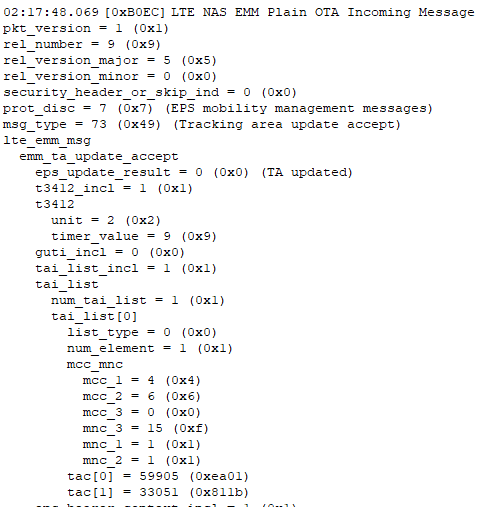 02:17:48.069 [0xB0EC] LTE NAS EMM Plain OTA Incoming Message
pkt_version = 1 (0x1)
rel_number = 9 (0x9)
rel_version_major = 5 (0x5)
rel_version_minor = 0 (0x0)
security_header_or_skip_ind = 0 (0x0)
prot_disc = 7 (0x7) (EPS mobility management messages)
msg_type = 73 (0x49) (Tracking area update accept)
lte_emm_msg
emm_ta_update_accept
eps_update_result = 0 (0x0) (TA updated)
t3412_incl = 1 (0x1)
t3412
unit = 2 (0x2)
timer_value = 9 (0x9)
guti_incl = 0 (0x0)
tai_list_incl = 1 (0x1)
tai_list
num_tai_list = 1 (0x1)
tai_list[0]
list_type = 0 (0x0)
num_element = 1 (0x1)
mcc_mnc
mcc_1 = 4 (0x4)
mcc_2 = 6 (0x6)
mcc_3 = 0 (0x0)
mnc_3 = 15 (0xf)
mnc_1 = 1 (0x1)
mnc_2 = 1 (0x1)
tac[0] = 59905 (0xea01)
tac[1] = 33051 (0x811b)